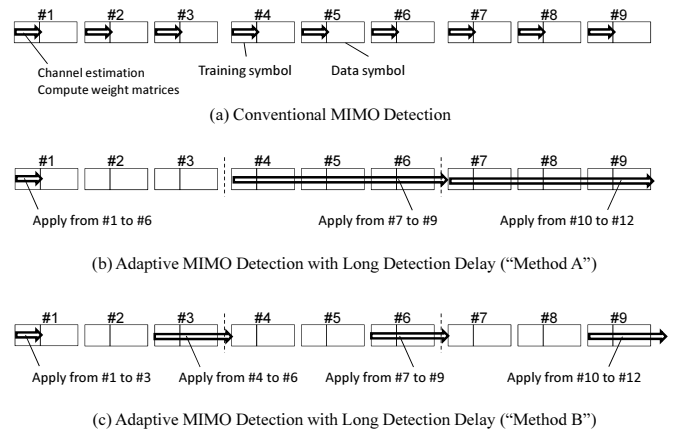 #1 #2 #3 #4 #5 #6 #7 #8 #9
Channel estimation
Compute weight matrices
Training symbol
Data symbol
(a) Conventional MIMO Detection
#1 #2 #3 #4 #5 #6 #7 #8 #9
Apply from #1 to #6
Apply from #7 to #9
Apply from #10 to #12
(b) Adaptive MIMO Detection with Long Detection Delay (“Method A”)
#1 #2 #3 #4 #5 #6 #7 #8 #9
Apply from #1 to #3
Apply from #4 to #6
Apply from #7 to #9
Apply from #10 to #12
(c) Adaptive MIMO Detection with Long Detection Delay (“Method B”)